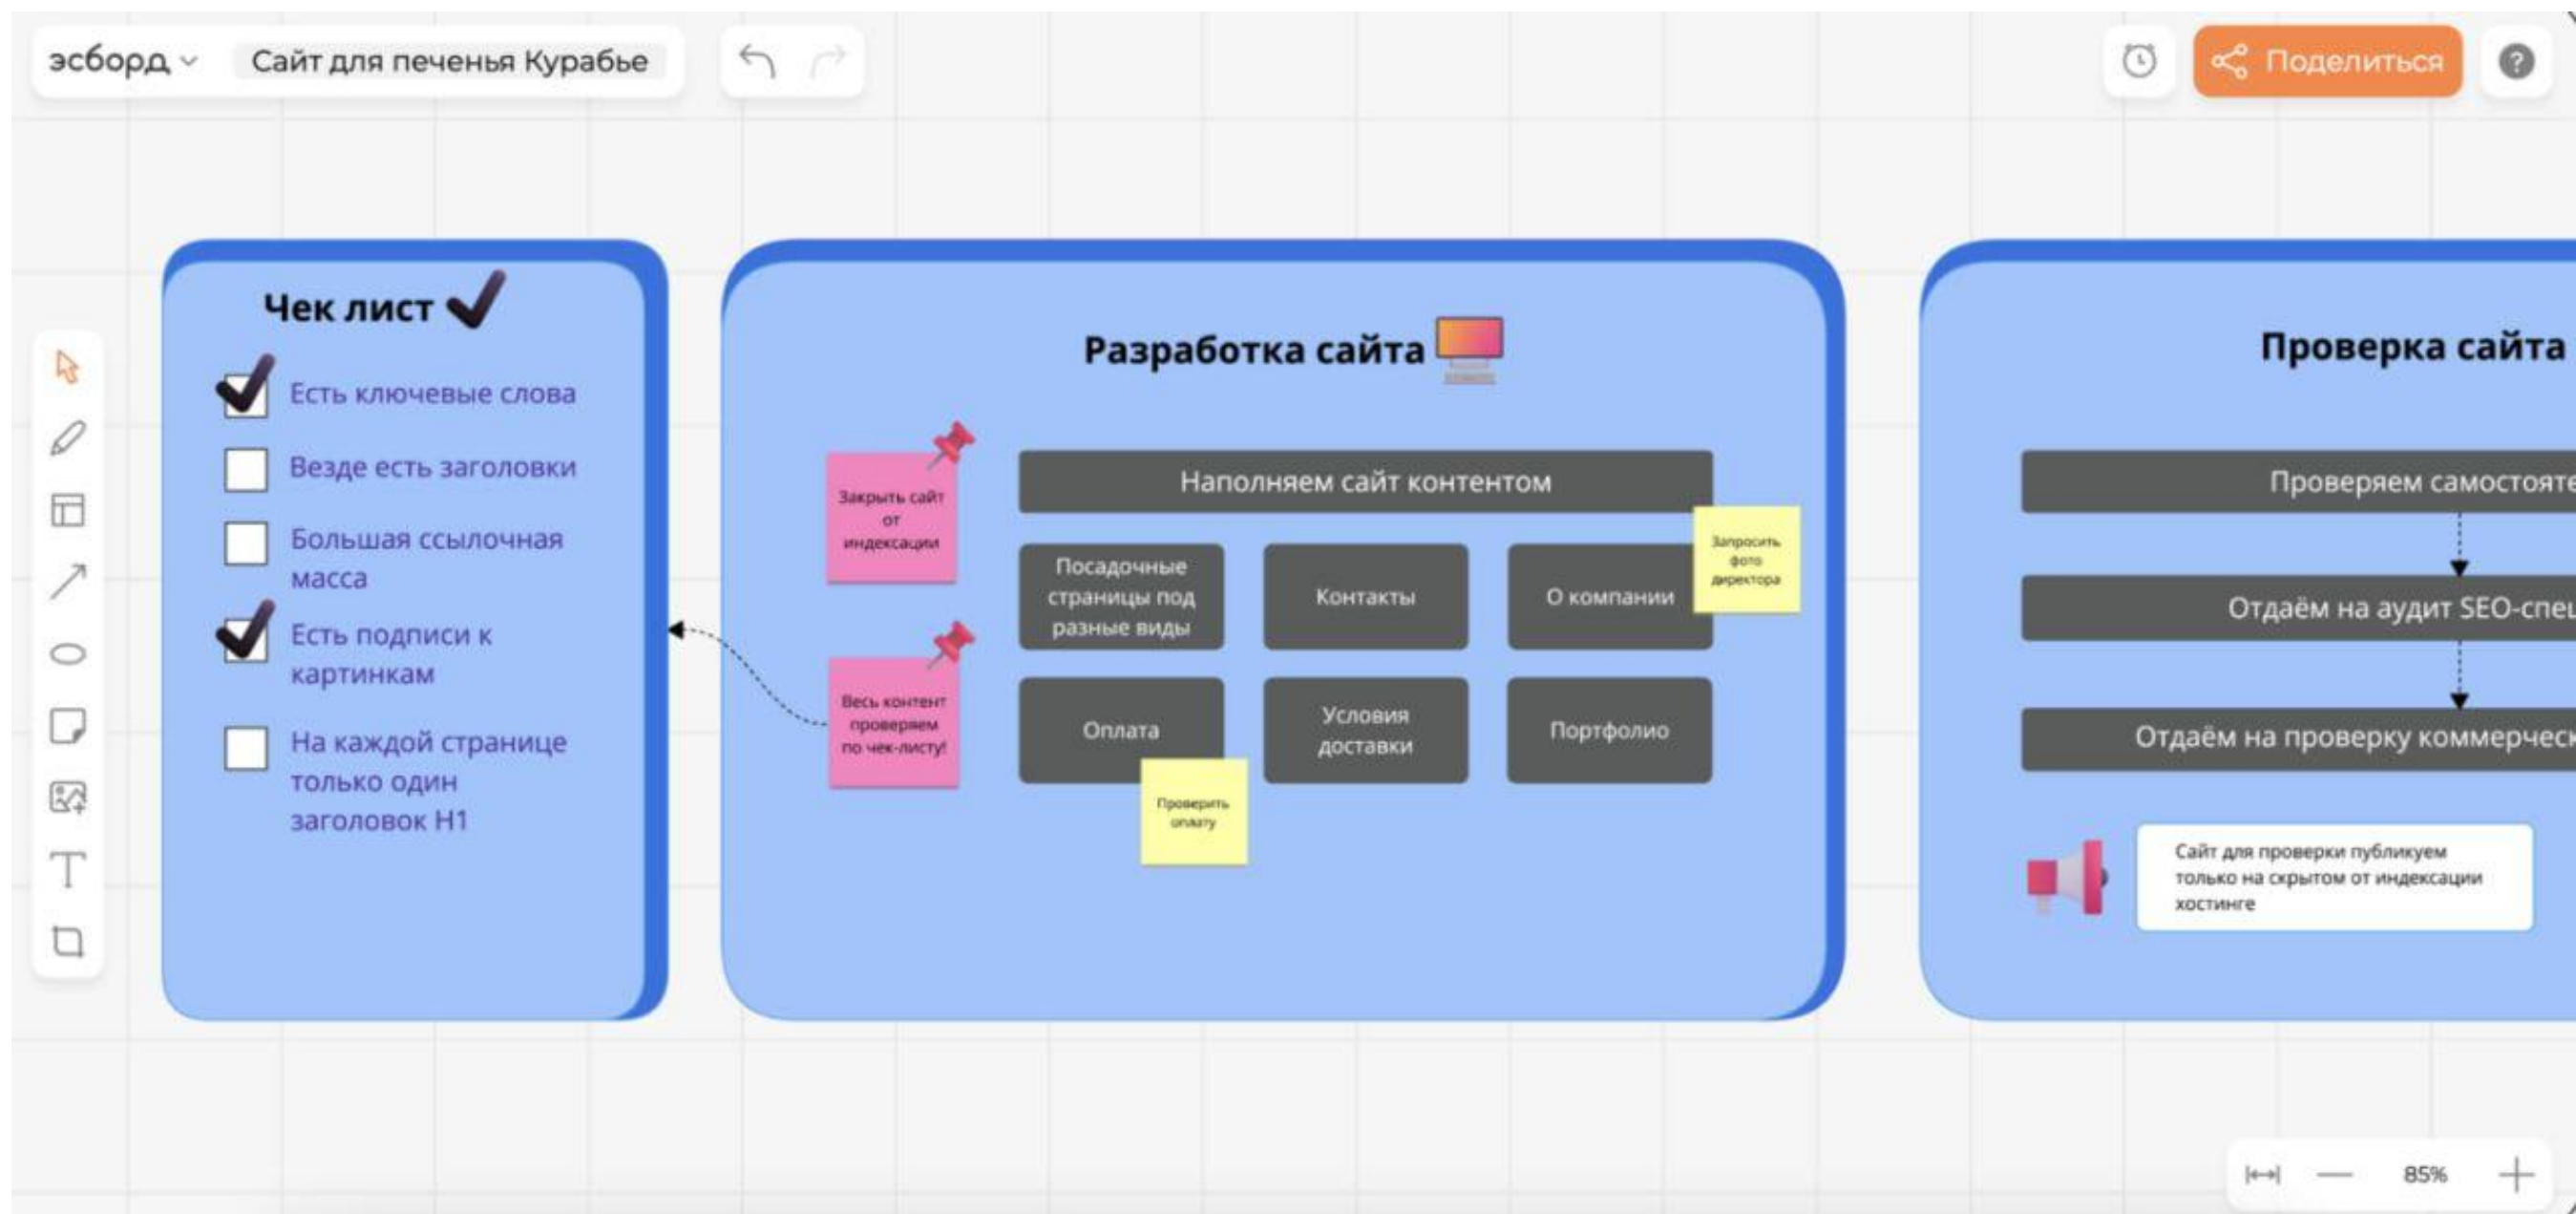 эсборд
Сайт для печенья Курабье
Поделиться
?
Чек лист
Есть ключевые слова
Везде есть заголовки
Большая ссылочная
масса
Есть подписи к
картинкам
На каждой странице
только один
заголовок H1
Разработка сайта
Закрыть сайт
от
индексации
Весь контент
проверяем
по чек-листу!
Наполняем сайт контентом
Запросить
фото
директора
Посадочные
страницы под
разные виды
Контакты
О компании
Оплата
Условия
доставки
Портфолио
Проверить
оплату
Проверка сайта
Проверяем самостояте
Отдаём на аудит SEO-спец
Отдаём на проверку коммерческ
Сайт для проверки публикуем
только на скрытом от индексации
хостинге
85%